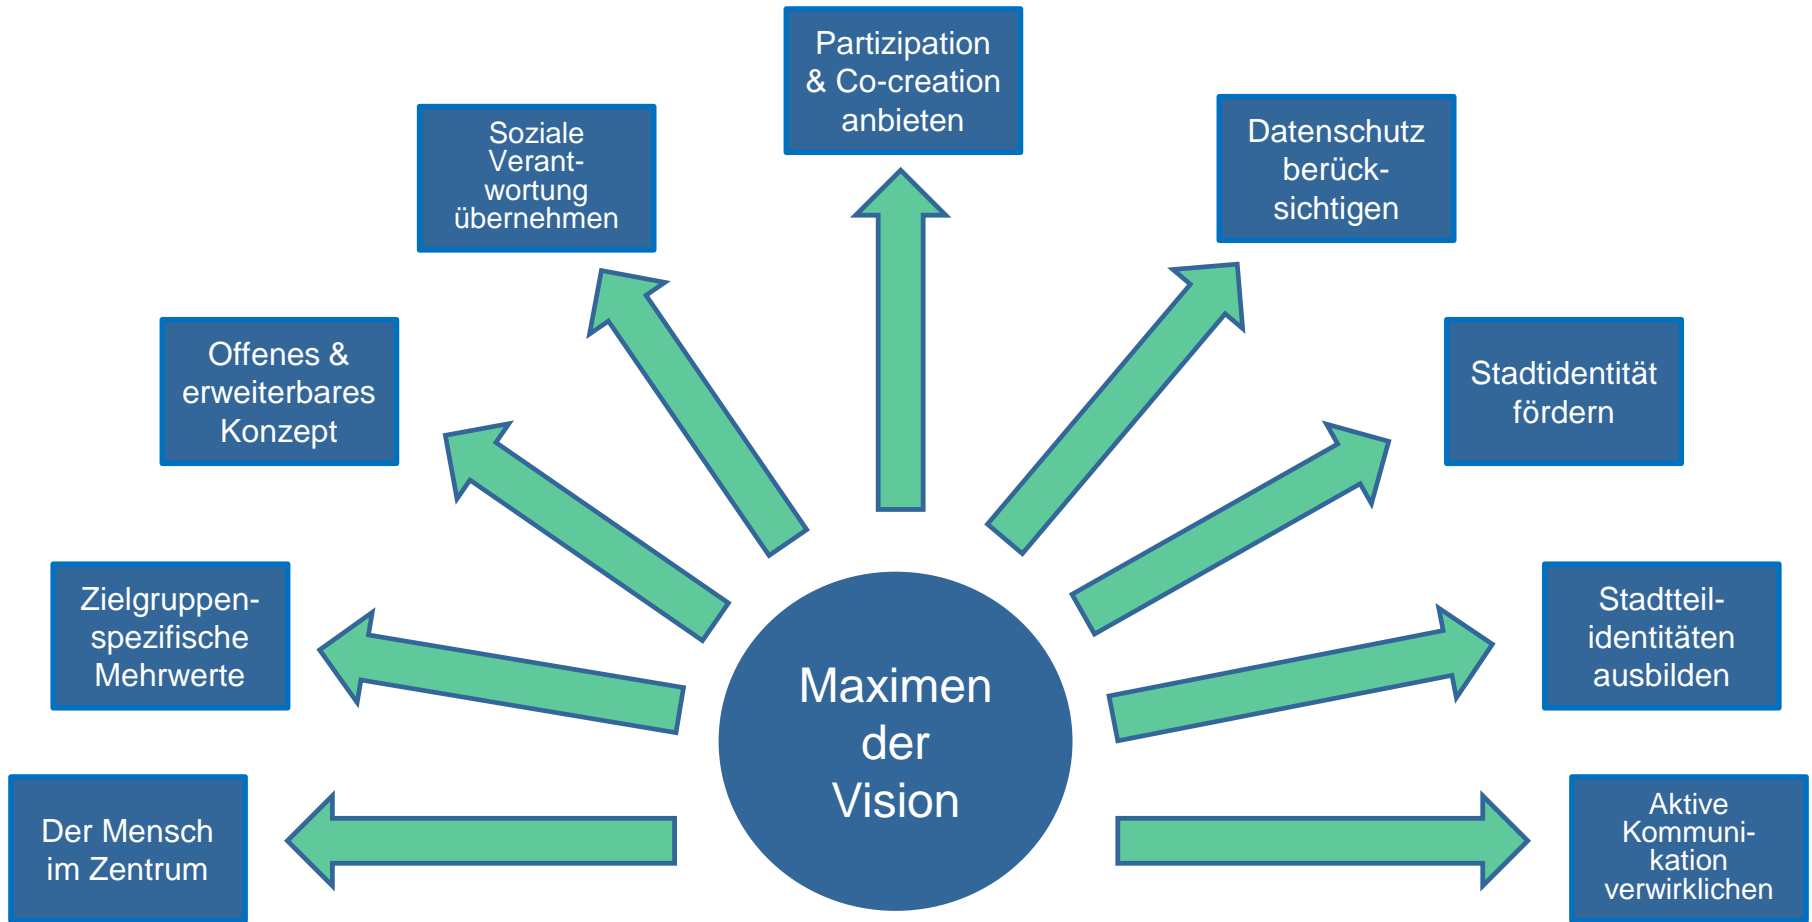 Partizipation
& Co-creation
anbieten
Soziale
Verant-
wortung
übernehmen
Datenschutz
berück-
sichtigen
Offenes &
erweiterbares
Konzept
Stadtidentität
fördern
Zielgruppen-
spezifische
Mehrwerte
Stadtteil-
identitäten
ausbilden
Maximen
der
Vision
Der Mensch
im Zentrum
Aktive
Kommuni-
kation
verwirklichen